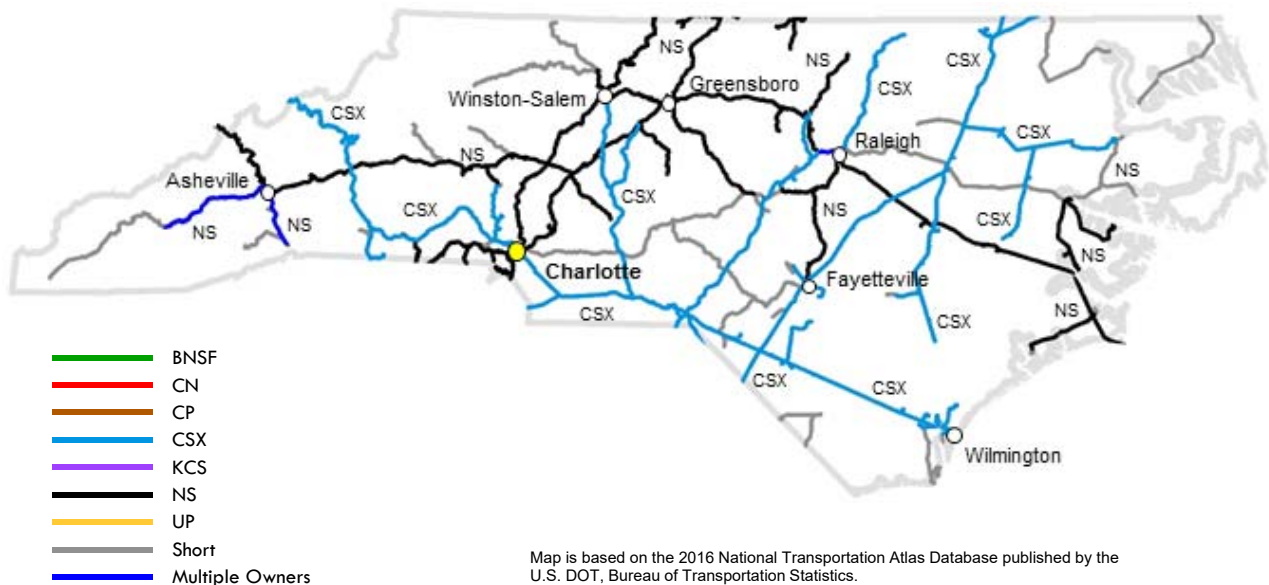 NS
Greensboro
NS
CSX
CSX
Winston-Salem
CSX
CSX
Raleigh
CSX
NS
NS
Asheville
CSX
CSX
NS
NS
NS
CSX
NS
Charlotte
Fayetteville
NS
CSX
CSX
NS
CSX
CSX
Wilmington
BNSF
CN
CP
CSX
KCS
NS
UP
Short
Multiple Owners
Map is based on the 2016 National Transportation Atlas Database published by the
U.S. DOT, Bureau of Transportation Statistics.